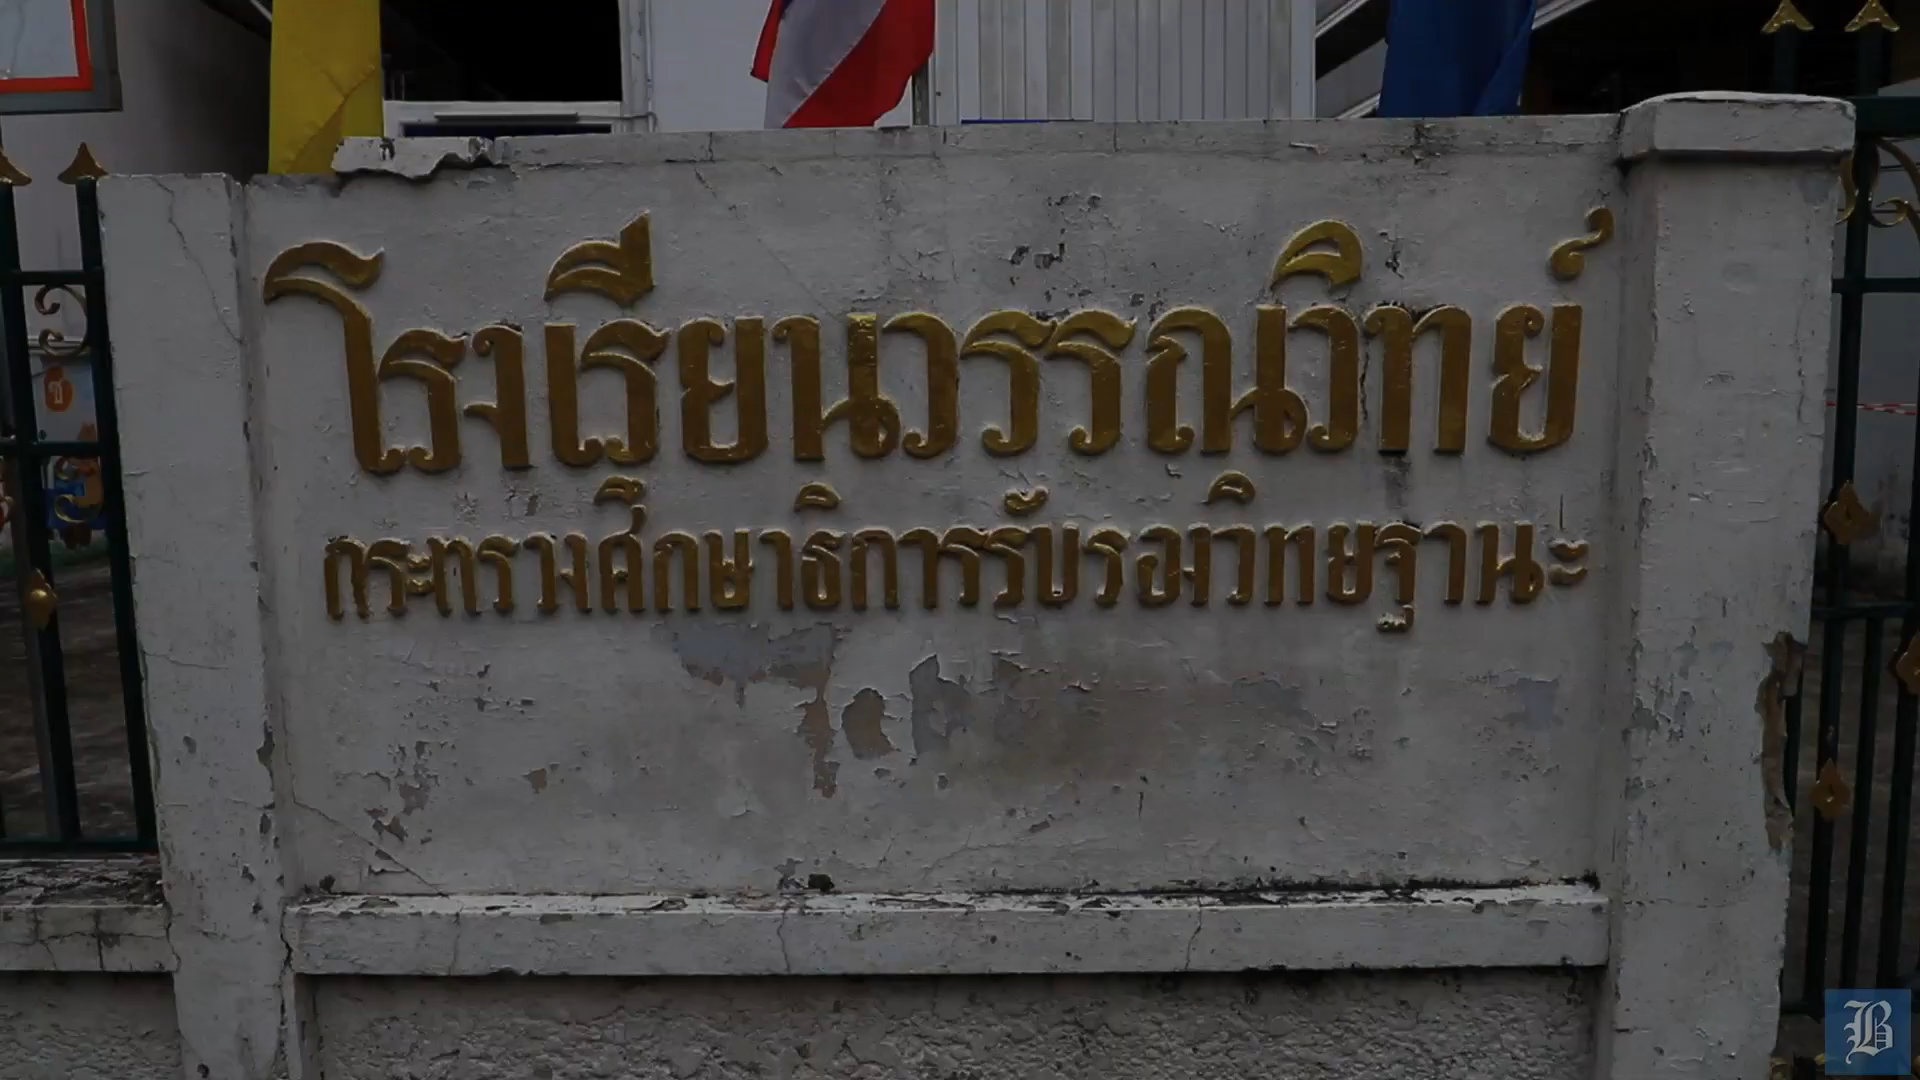 โรงเรียนวรรณวิทย์
กระทรวงศึกษาธิการรับรองวิทยฐานะ
B